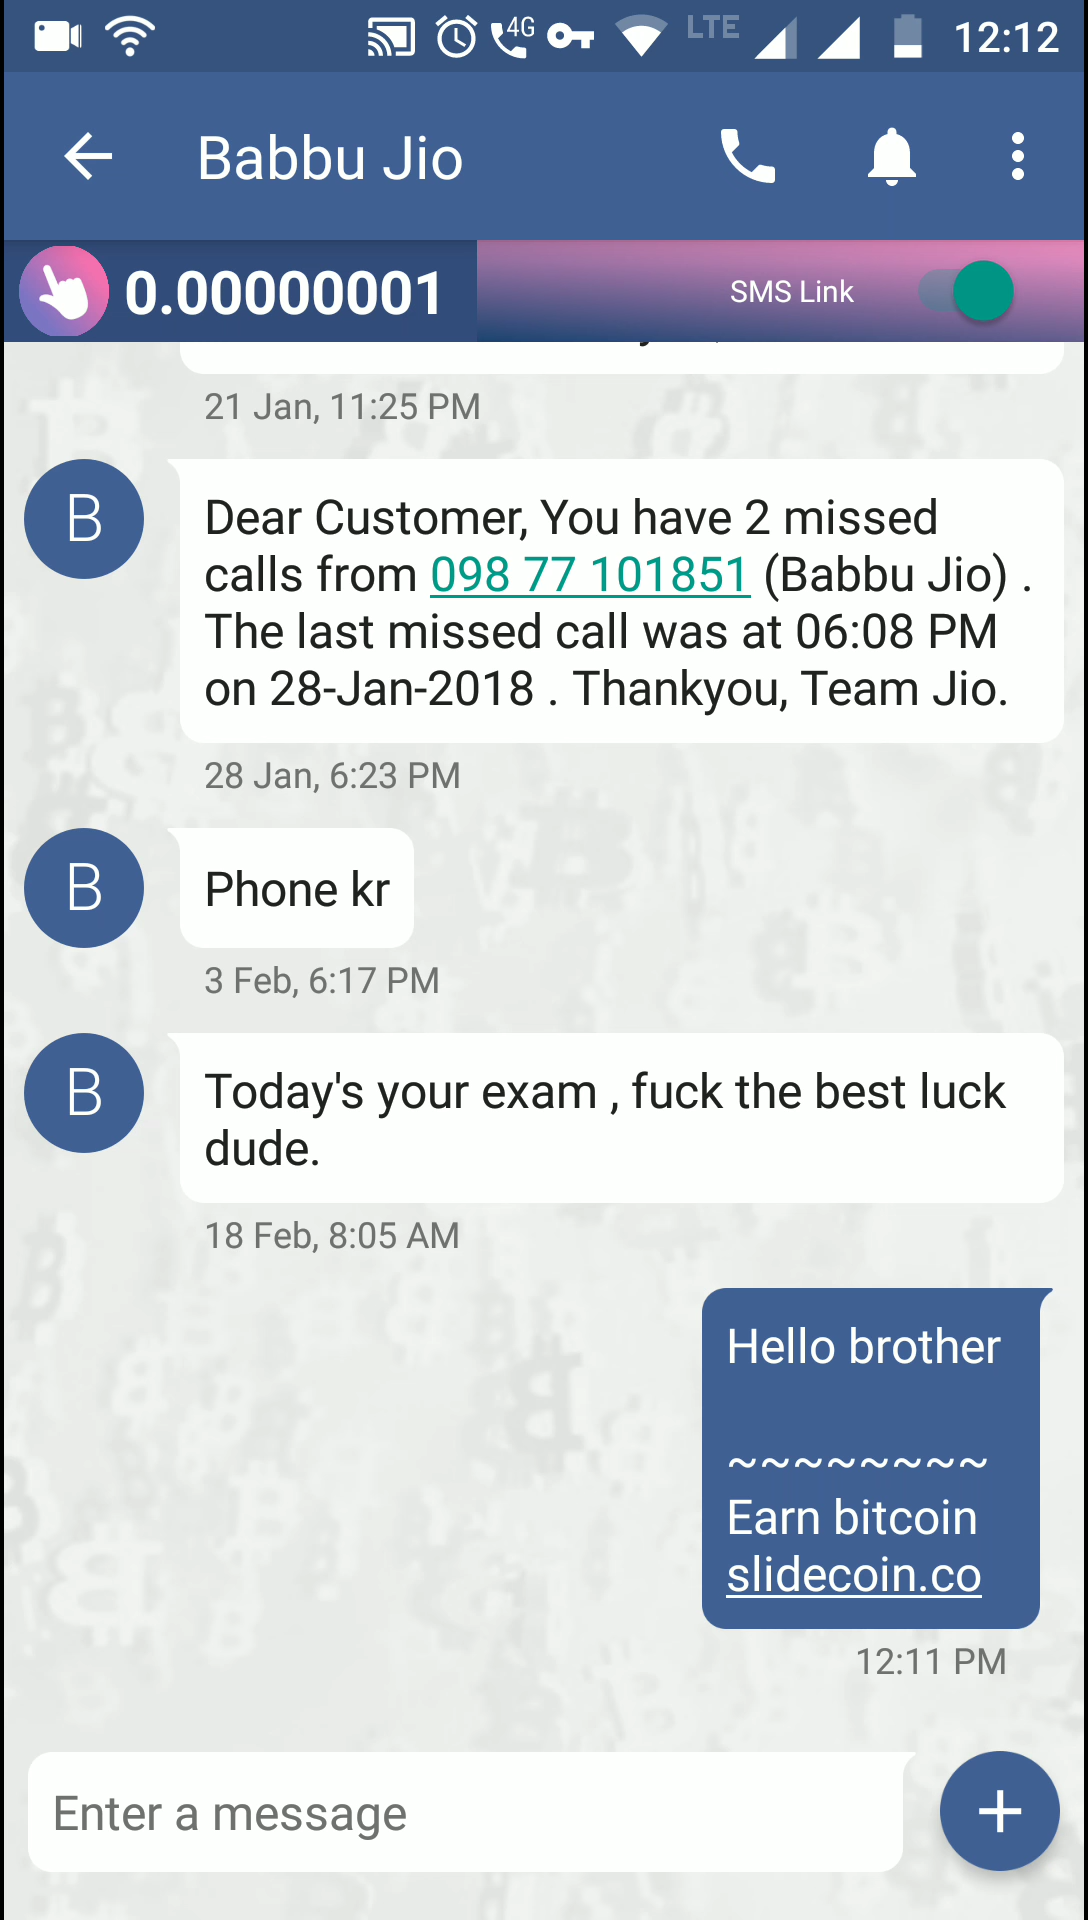 4G
LTE
12:12
Babbu Jio
0.00000001
SMS Link
21 Jan, 11:25 PM
B
Dear Customer, You have 2 missed
calls from 098 77 101851 (Babbu Jio) .
The last missed call was at 06:08 PM
on 28-Jan-2018 . Thankyou, Team Jio.
28 Jan, 6:23 PM
B
Phone kr
3 Feb, 6:17 PM
B
Today's your exam , fuck the best luck
dude.
18 Feb, 8:05 AM
Hello brother
~~~~~~~~
Earn bitcoin
slidecoin.co
12:11 PM
Enter a message